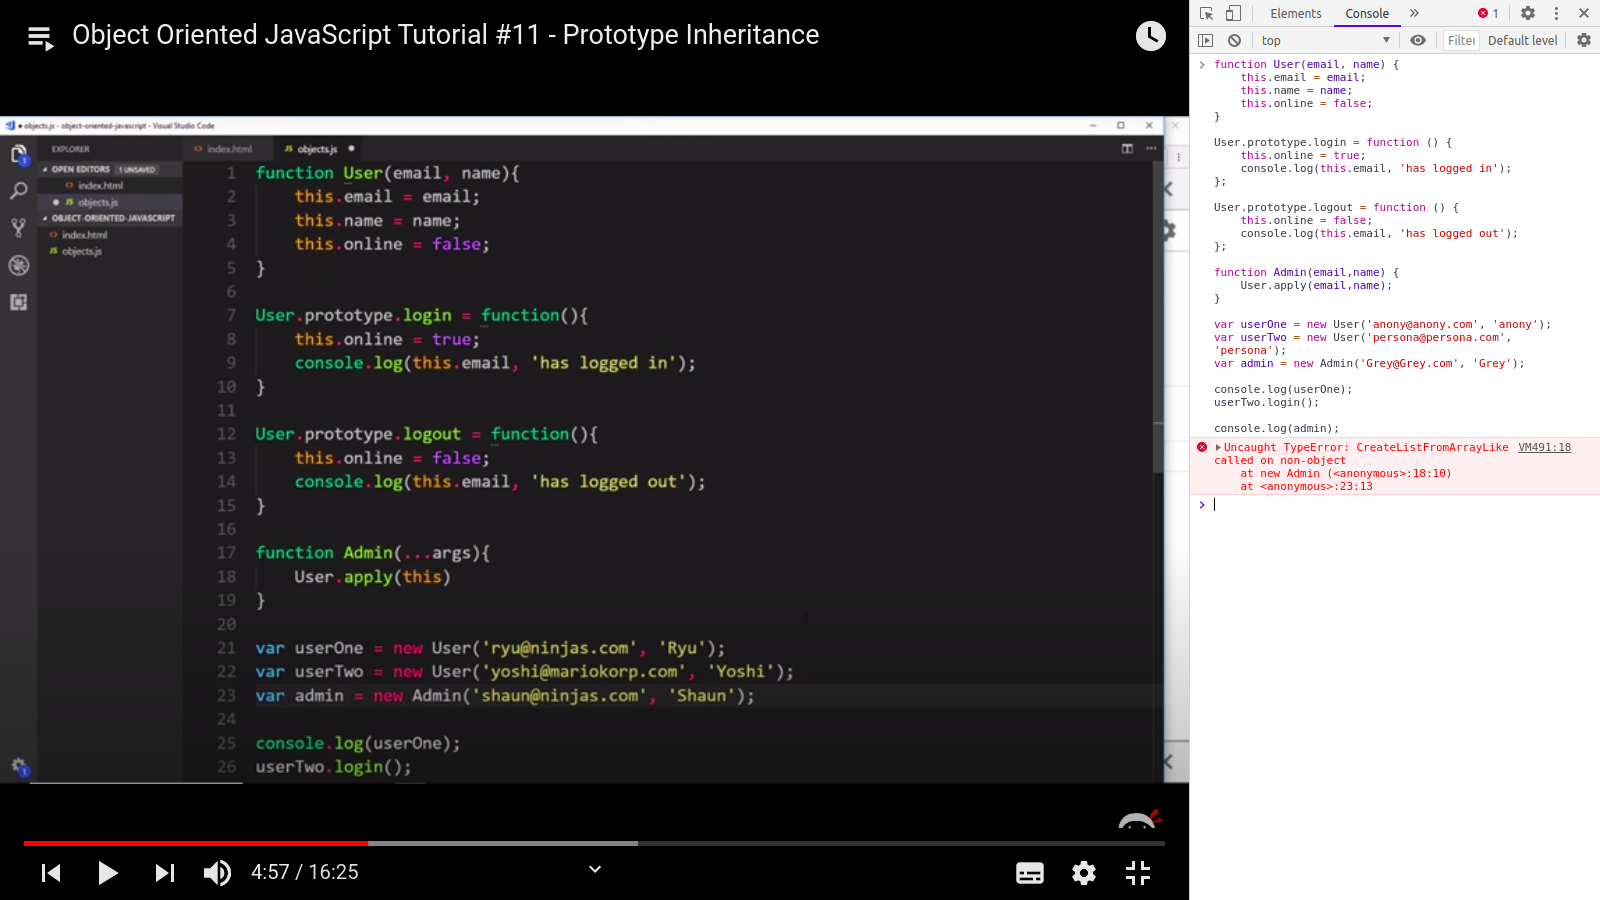 Object Oriented JavaScript Tutorial #11 - Prototype Inheritance
● objects.js - object-oriented-javascript - Visual Studio Code
EXPLORER
OPEN EDITORS 1 UNSAVED
index.html
JS objects.js
OBJECT-ORIENTED-JAVASCRIPT
index.html
JS objects.js
index.html
JS objects.js ●
1 function User(email, name){
2 this.email = email;
3 this.name = name;
4 this.online = false;
5 }
6
7 User.prototype.login = function(){
8 this.online = true;
9 console.log(this.email, 'has logged in');
10 }
11
12 User.prototype.logout = function(){
13 this.online = false;
14 console.log(this.email, 'has logged out');
15 }
16
17 function Admin(...args){
18 User.apply(this)
19 }
20
21 var userOne = new User('ryu@ninjas.com', 'Ryu');
22 var userTwo = new User('yoshi@mariokorp.com', 'Yoshi');
23 var admin = new Admin('shaun@ninjas.com', 'Shaun');
24
25 console.log(userOne);
26 userTwo.login();
4:57 / 16:25
Elements Console » 1
top Filter Default level
function User(email, name) {
this.email = email;
this.name = name;
this.online = false;
}
User.prototype.login = function () {
this.online = true;
console.log(this.email, 'has logged in');
};
User.prototype.logout = function () {
this.online = false;
console.log(this.email, 'has logged out');
};
function Admin(email,name) {
User.apply(email,name);
}
var userOne = new User('anony@anony.com', 'anony');
var userTwo = new User('persona@persona.com',
'persona');
var admin = new Admin('Grey@Grey.com', 'Grey');
console.log(userOne);
userTwo.login();
console.log(admin);
Uncaught TypeError: CreateListFromArrayLike VM491:18
called on non-object
at new Admin (<anonymous>:18:10)
at <anonymous>:23:13